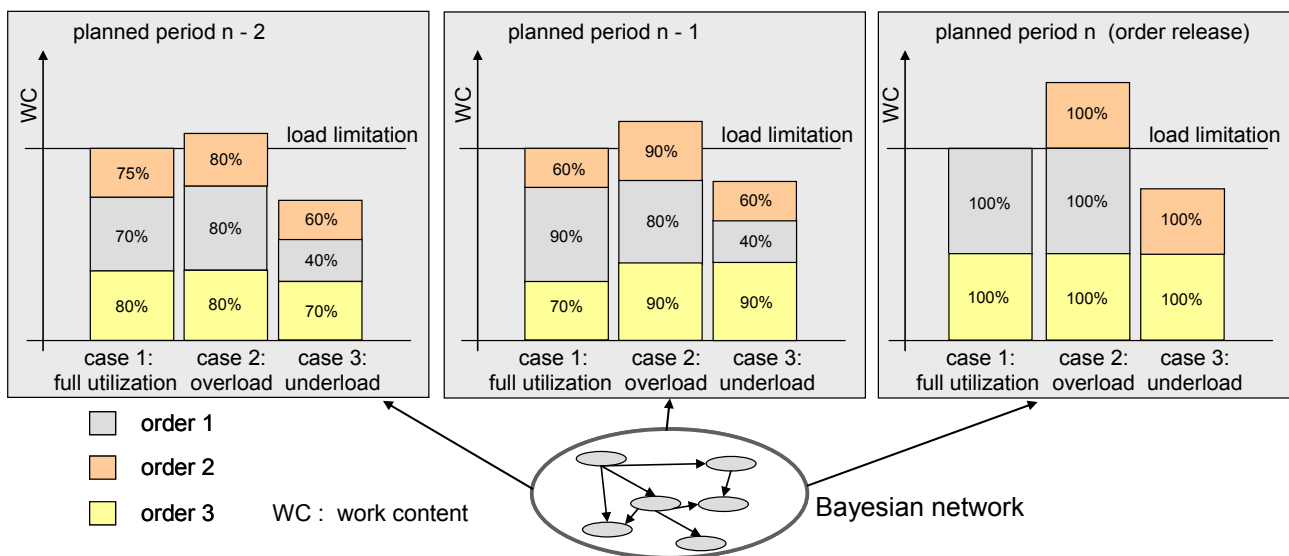 planned period n - 2
WC
load limitation
75%
70%
80%
80%
80%
80%
60%
40%
70%
case 1:
full utilization
case 2:
overload
case 3:
underload
planned period n - 1
WC
load limitation
60%
90%
70%
90%
80%
90%
60%
40%
90%
case 1:
full utilization
case 2:
overload
case 3:
underload
planned period n (order release)
WC
load limitation
100%
100%
100%
100%
100%
100%
100%
case 1:
full utilization
case 2:
overload
case 3:
underload
order 1
order 2
order 3
WC : work content
Bayesian network